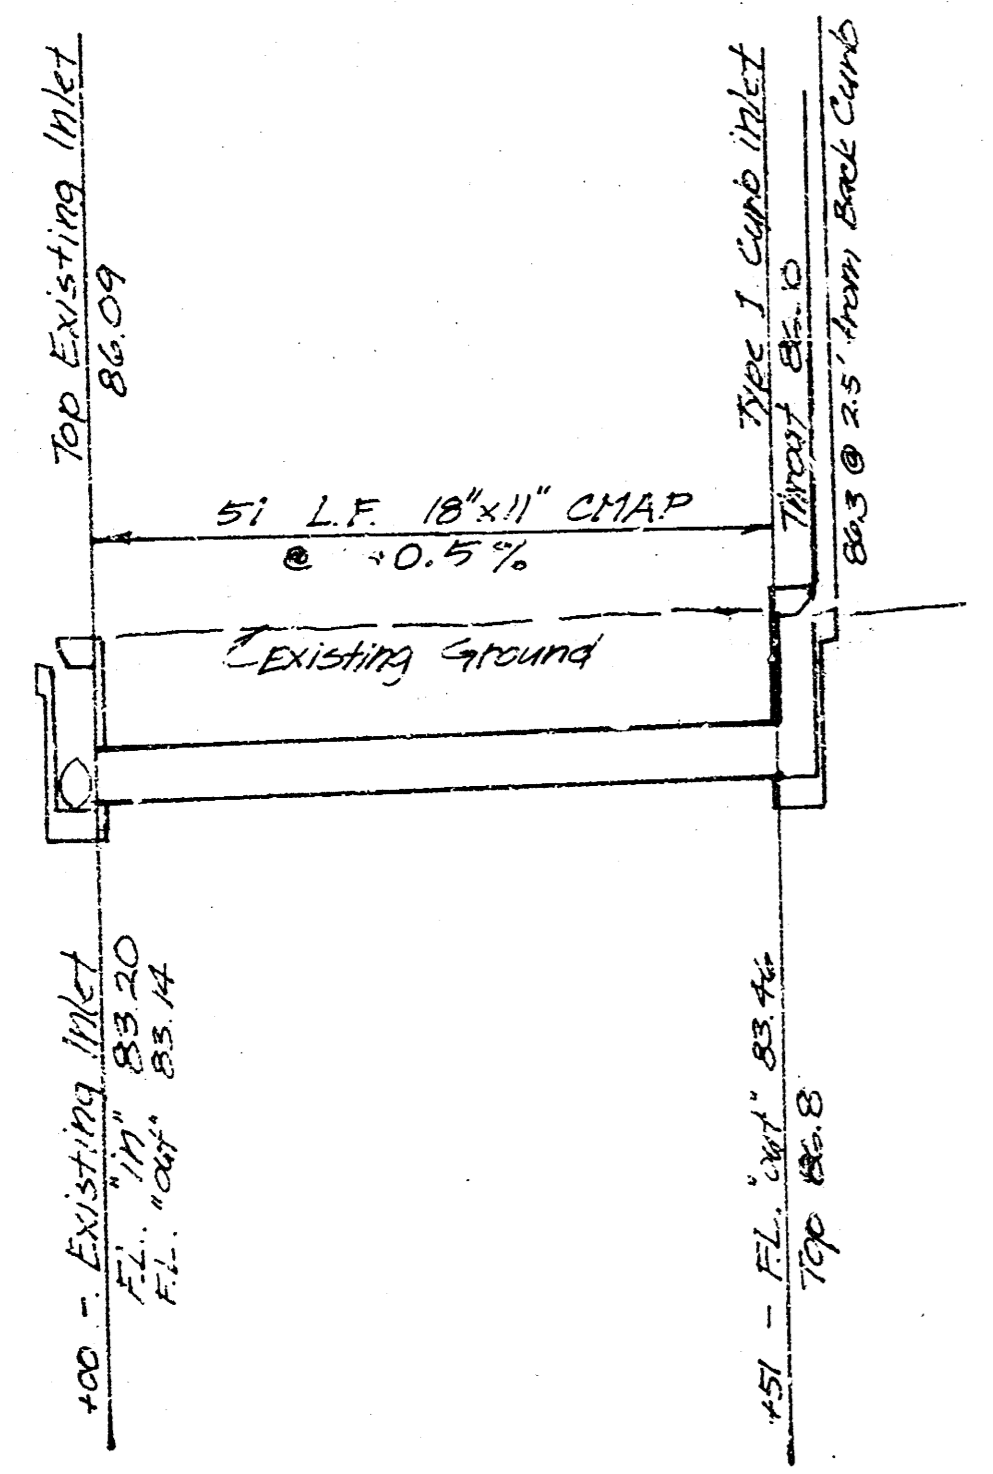 Top Existing Inlet
86.09
Type 1 Curb inlet
Throat 86.0
86.3 @ 2.5' from Back Curb
51 L.F. 18"x11" CMAP
@ +0.5%
Existing Ground
+00 - Existing Inlet
F.L. "in" 83.20
F.L. "Out" 83.14
+51 - F.L. "out" 83.46
Top 86.8